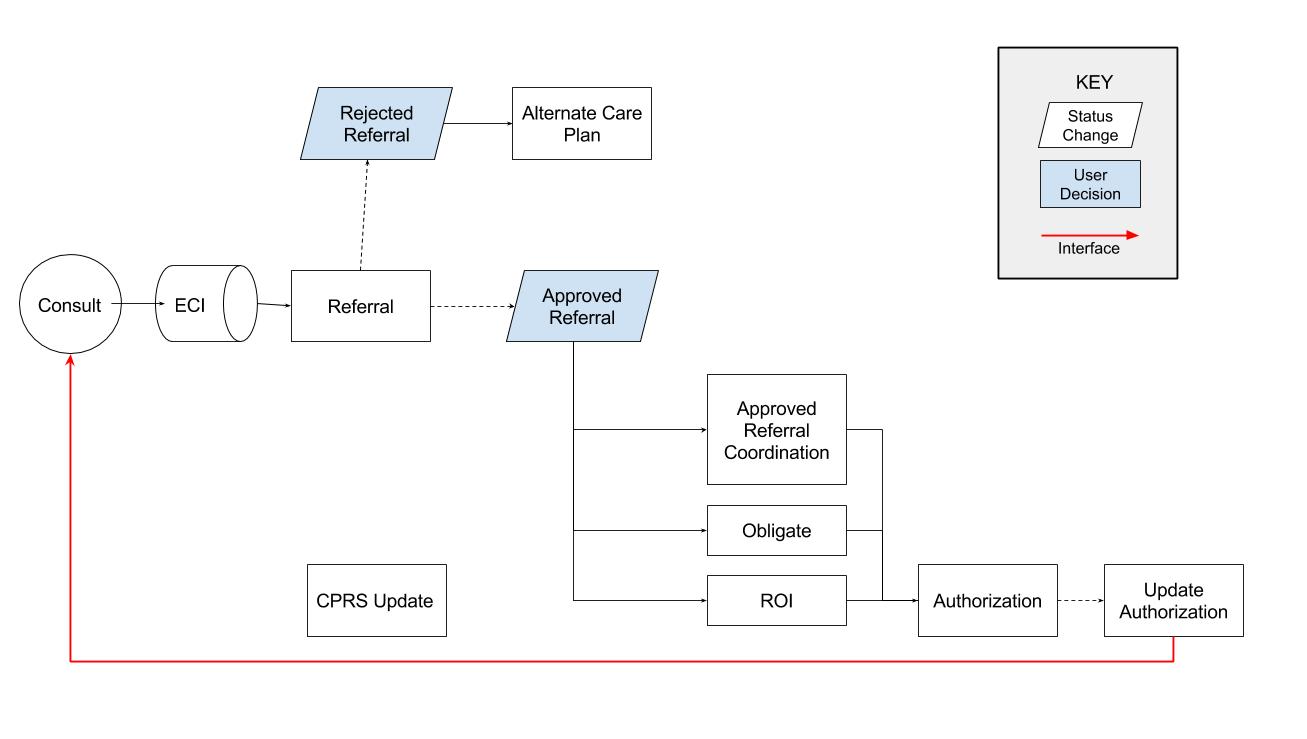 KEY
Status
Change
User
Decision
Interface
Rejected
Referral
Alternate Care
Plan
Consult
ECI
Referral
Approved
Referral
Approved
Referral
Coordination
Obligate
ROI
CPRS Update
Authorization
Update
Authorization